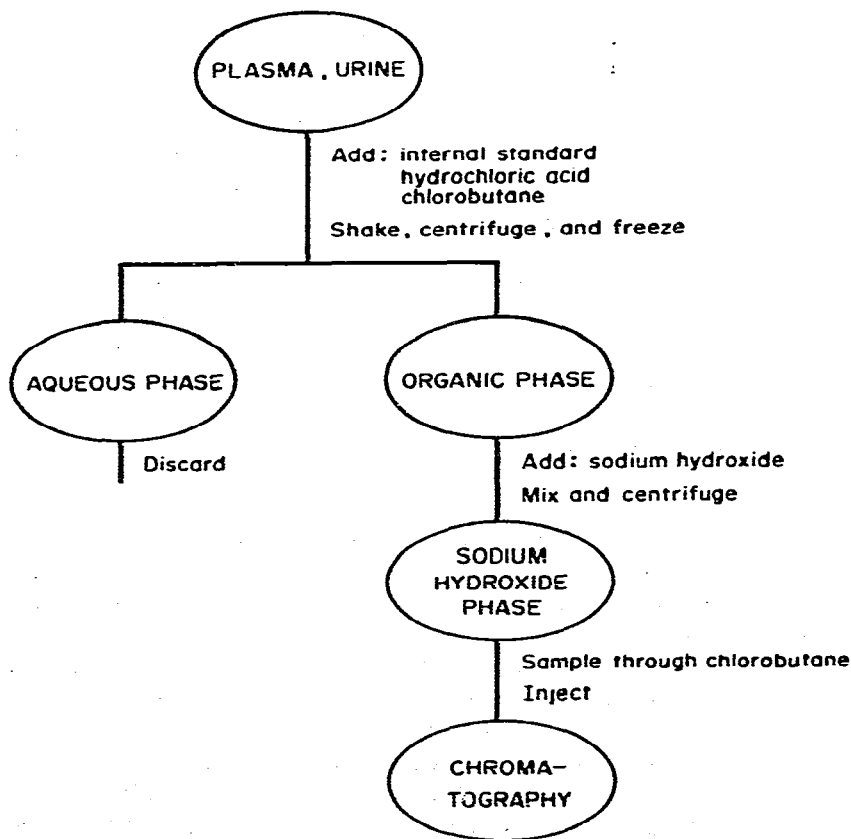 PLASMA, URINE
Add: internal standard
hydrochloric acid
chlorobutane
Shake, centrifuge, and freeze
AQUEOUS PHASE
ORGANIC PHASE
Discard
Add: sodium hydroxide
Mix and centrifuge
SODIUM
HYDROXIDE
PHASE
Sample through chlorobutane
Inject
CHROMA-
TOGRAPHY